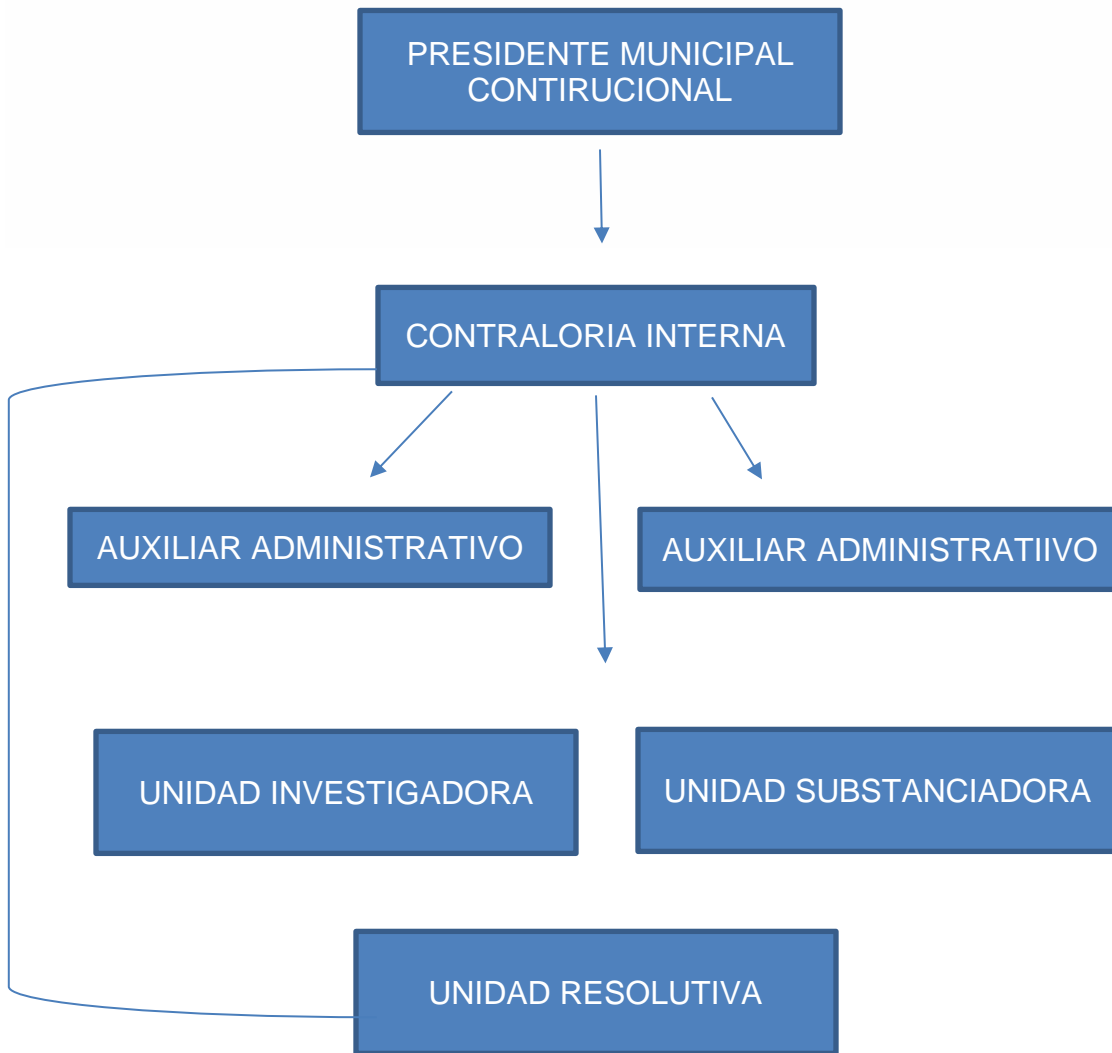 PRESIDENTE MUNICIPAL
CONTIRUCIONAL
CONTRALORIA INTERNA
AUXILIAR ADMINISTRATIVO
AUXILIAR ADMINISTRATIIVO
UNIDAD INVESTIGADORA
UNIDAD SUBSTANCIADORA
UNIDAD RESOLUTIVA